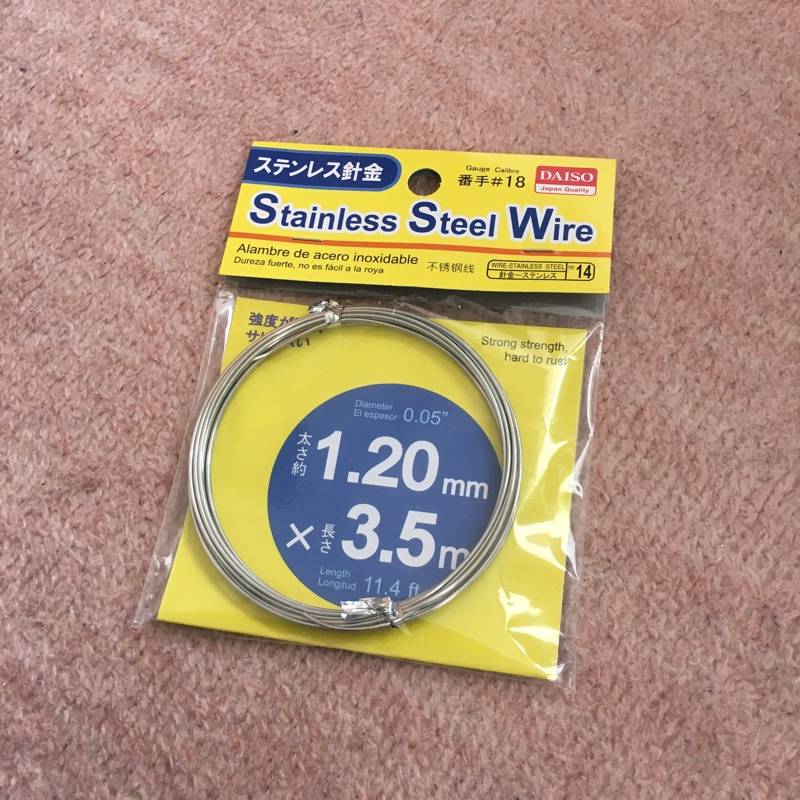 ステンレス針金
Gauge Calibre
番手#18
DAISO
Japan Quality
Stainless Steel Wire
Alambre de acero inoxidable
Dureza fuerte, no es fácil a la roya
不锈钢线
WIRE-STAINLESS STEEL
針金ーステンレス
14
強度が
サ
Strong strength,
hard to rust
Diameter
El espesor 0.05"
太さ約 1.20mm
× 長さ 3.5m
Length
Longitud 11.4 ft